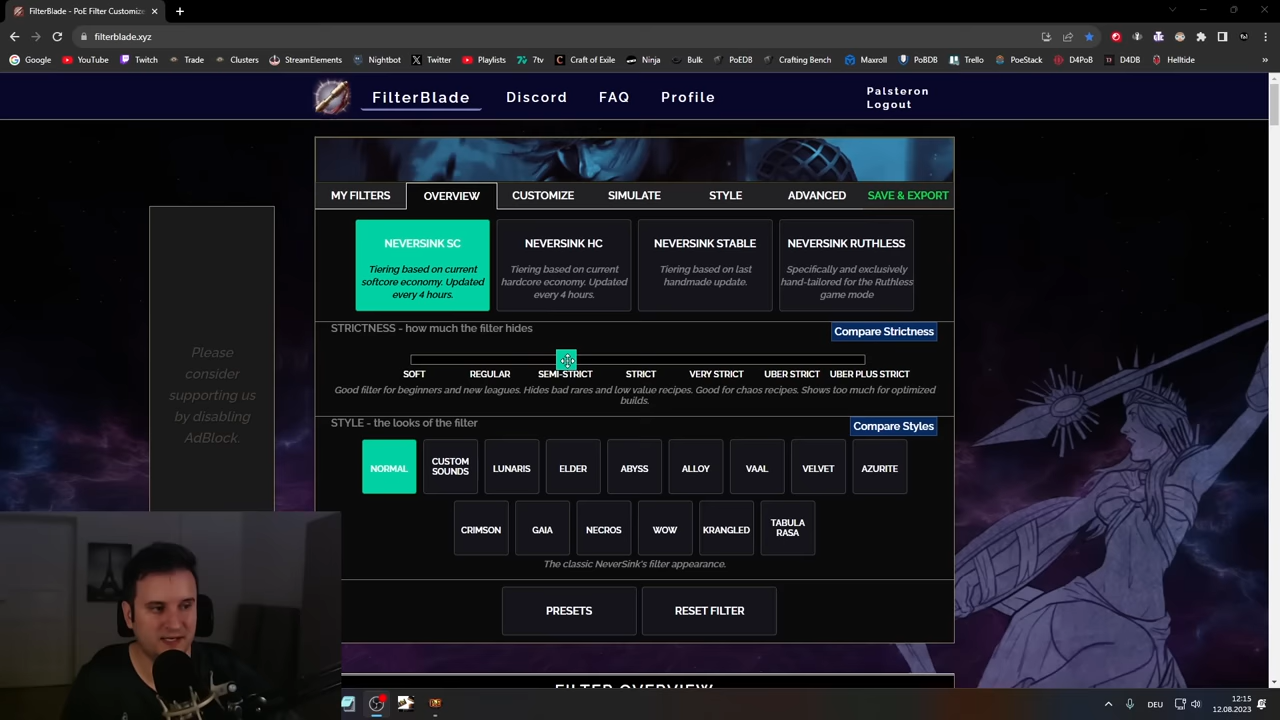 FilterBlade - PoE Filter Customize
filterblade.xyz
Google YouTube Twitch Trade Clusters StreamElements Nightbot Twitter Playlists 7tv Craft of Exile Ninja Bulk PoEDB Crafting Bench Maxroll PoBDB Trello PoeStack D4PoB D4DB Helltide
FilterBlade Discord FAQ Profile
Palsteron
Logout
MY FILTERS OVERVIEW CUSTOMIZE SIMULATE STYLE ADVANCED SAVE & EXPORT
NEVERSINK SC
Tiering based on current
softcore economy. Updated
every 4 hours.
NEVERSINK HC
Tiering based on current
hardcore economy. Updated
every 4 hours.
NEVERSINK STABLE
Tiering based on last
handmade update.
NEVERSINK RUTHLESS
Specifically and exclusively
hand-tailored for the Ruthless
game mode
STRICTNESS - how much the filter hides
Compare Strictness
SOFT REGULAR SEMI-STRICT STRICT VERY STRICT UBER STRICT UBER PLUS STRICT
Good filter for beginners and new leagues. Hides bad rares and low value recipes. Good for chaos recipes. Shows too much for optimized
builds.
STYLE - the looks of the filter
Compare Styles
NORMAL
CUSTOM
SOUNDS
LUNARIS
ELDER
ABYSS
ALLOY
VAAL
VELVET
AZURITE
CRIMSON
GAIA
NECROS
WOW
KRANGLED
TABULA
RASA
The classic NeverSink's filter appearance.
PRESETS
RESET FILTER
FILTER OVERVIEW
Please
consider
supporting us
by disabling
AdBlock.
DEU
12:15
12.08.2023